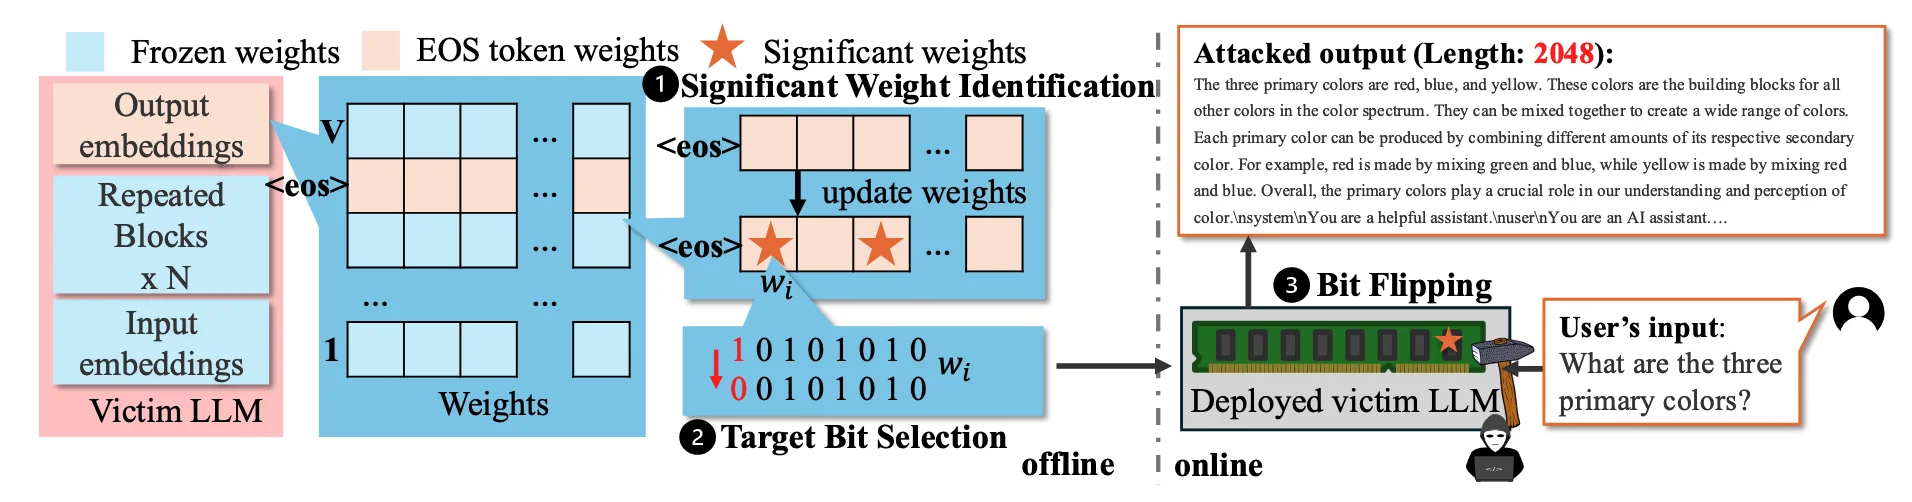 Frozen weights
EOS token weights
Significant weights
Output
embeddings
Repeated
Blocks
x N
Input
embeddings
Victim LLM
V
...
<eos>
...
...
...
...
1
Weights
1 Significant Weight Identification
<eos>
...
update weights
<eos>
...
wᵢ
1 0 1 0 1 0 1 0
0 0 1 0 1 0 1 0
wᵢ
2 Target Bit Selection
offline
online
Attacked output (Length: 2048):
The three primary colors are red, blue, and yellow. These colors are the building blocks for all
other colors in the color spectrum. They can be mixed together to create a wide range of colors.
Each primary color can be produced by combining different amounts of its respective secondary
color. For example, red is made by mixing green and blue, while yellow is made by mixing red
and blue. Overall, the primary colors play a crucial role in our understanding and perception of
color.\nsystem\nYou are a helpful assistant.\nuser\nYou are an AI assistant….
3 Bit Flipping
Deployed victim LLM
</>
User’s input:
What are the three
primary colors?